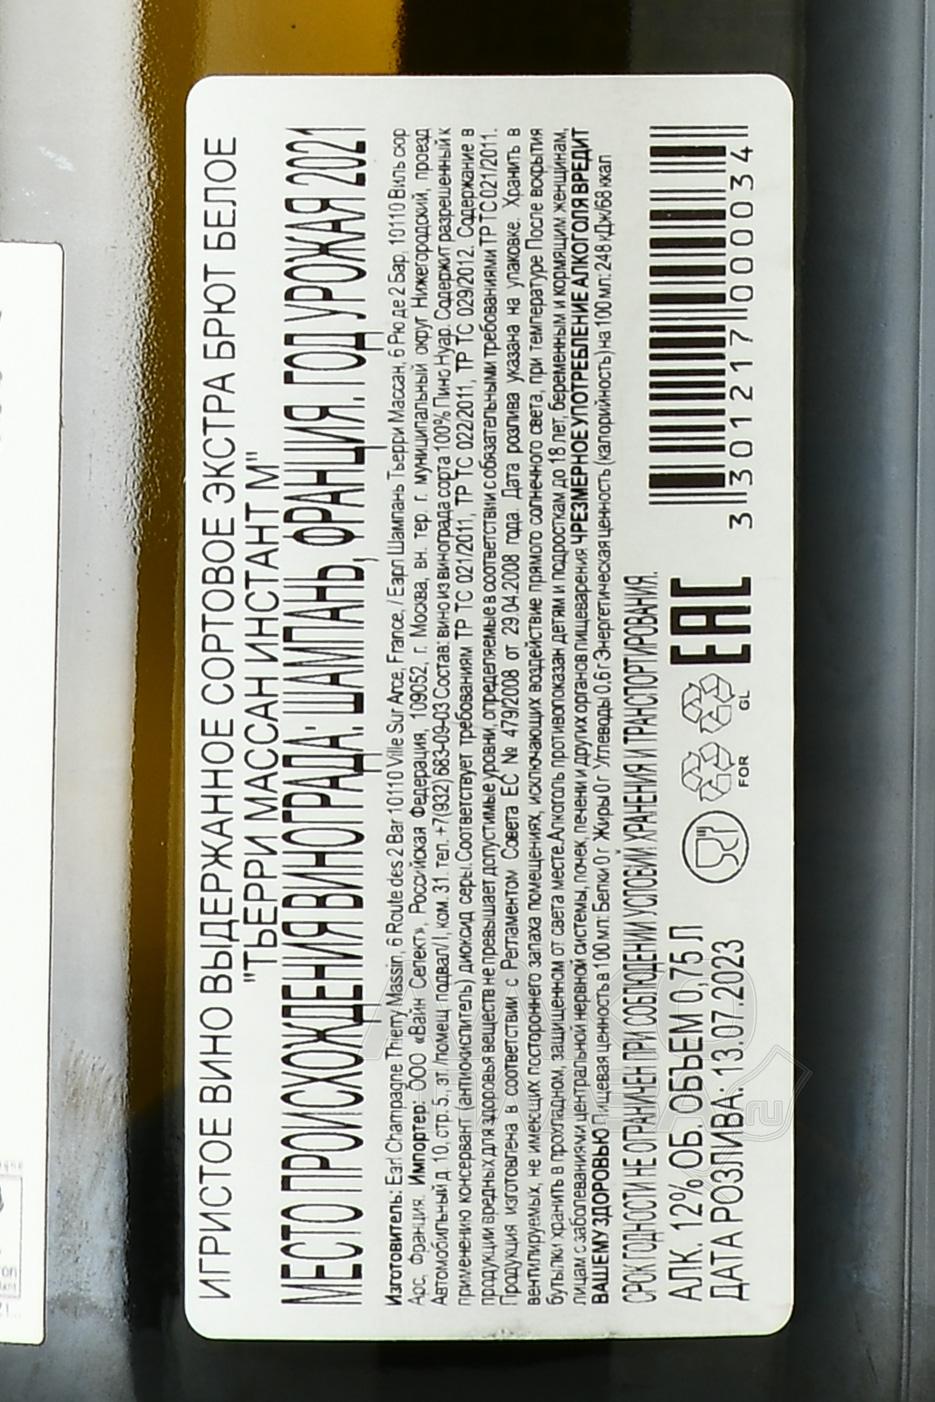 ИГРИСТОЕ ВИНО ВЫДЕРЖАННОЕ СОРТОВОЕ ЭКСТРА БРЮТ БЕЛОЕ
"ТЬЕРРИ МАССАН ИНСТАНТ М"
МЕСТО ПРОИСХОЖДЕНИЯ ВИНОГРАДА: ШАМПАНЬ, ФРАНЦИЯ. ГОД УРОЖАЯ 2021
Изготовитель: Earl Champagne Thierry Massin, 6 Route des 2 Bar 10110 Ville Sur Arce, France, / Еарл Шампань Тьерри Массан, 6 Рю де 2 Бар, 10110 Виль сюр
Арс, Франция. Импортер: ООО «Вайн Селект», Российская Федерация, 109052, г. Москва, вн. тер. г. муниципальный округ Нижегородский, проезд
Автомобильный д. 10, стр. 5, эт./помещ. подвал/I, ком. 31. тел. +7(932) 683-09-03 Состав: вино из винограда сорта 100% Пино Нуар. Содержит разрешенный к
применению консервант (антиокислитель) диоксид серы. Соответствует требованиям ТР ТС 021/2011, ТР ТС 022/2011, ТР ТС 029/2012. Содержание в
продукции вредных для здоровья веществ не превышает допустимые уровни, определяемые в соответствии с обязательными требованиями ТР ТС 021/2011.
Продукция изготовлена в соответствии с Регламентом Совета ЕС № 479/2008 от 29.04.2008 года. Дата розлива указана на упаковке. Хранить в
вентилируемых, не имеющих постороннего запаха помещениях, исключающих воздействие прямого солнечного света, при температуре После вскрытия
бутылки хранить в прохладном, защищенном от света месте. Алкоголь противопоказан детям и подросткам до 18 лет, беременным и кормящим женщинам,
лицам с заболеваниями центральной нервной системы, почек, печени и других органов пищеварения. ЧРЕЗМЕРНОЕ УПОТРЕБЛЕНИЕ АЛКОГОЛЯ ВРЕДИТ
ВАШЕМУ ЗДОРОВЬЮ. Пищевая ценность в 100 мл: Белки 0 г. Жиры 0 г. Углеводы 0,6 г. Энергетическая ценность (калорийность) на 100 мл: 248 кДж/68 ккал
СРОК ГОДНОСТИ НЕ ОГРАНИЧЕН ПРИ СОБЛЮДЕНИИ УСЛОВИЙ ХРАНЕНИЯ И ТРАНСПОРТИРОВАНИЯ.
АЛК. 12% ОБ. ОБЪЕМ 0,75 Л
ДАТА РОЗЛИВА: 13.07.2023
FOR
GL
EAC
3 301217 000034